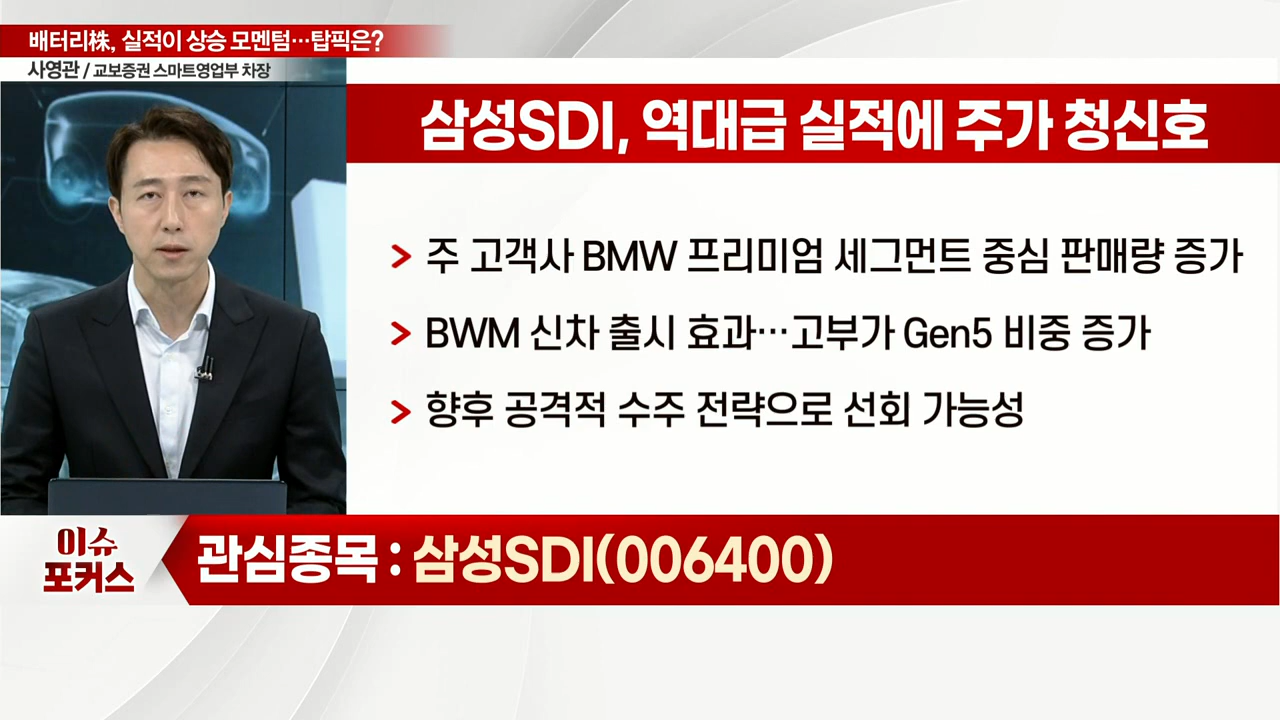 배터리株, 실적이 상승 모멘텀…탑픽은?
사영관 / 교보증권 스마트영업부 차장
삼성SDI, 역대급 실적에 주가 청신호
> 주 고객사 BMW 프리미엄 세그먼트 중심 판매량 증가
> BWM 신차 출시 효과…고부가 Gen5 비중 증가
> 향후 공격적 수주 전략으로 선회 가능성
이슈
포커스
관심종목 : 삼성SDI(006400)